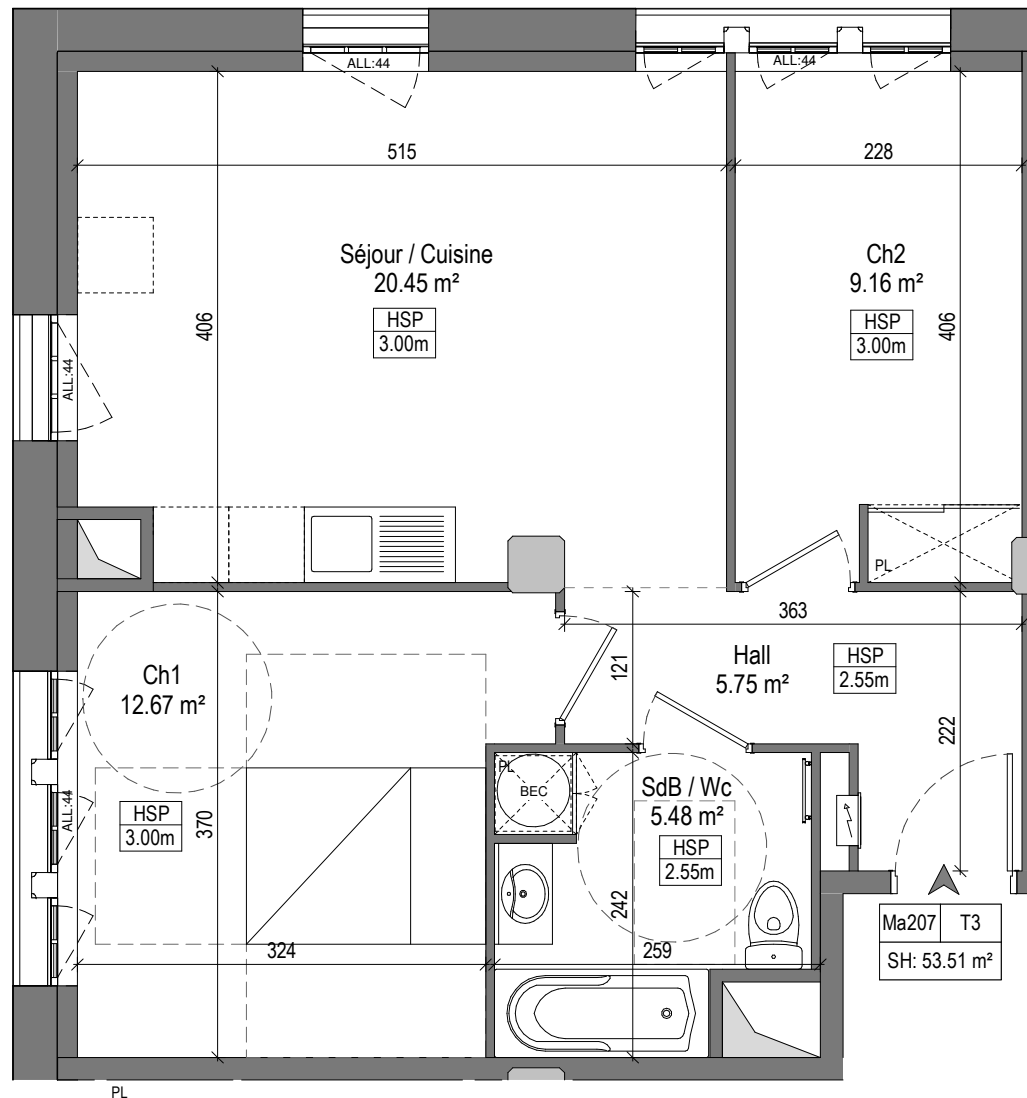 ALL:44
ALL:44
515
228
Séjour / Cuisine
20.45 m²
HSP
3.00m
Ch2
9.16 m²
HSP
3.00m
406
406
ALL:44
PL
363
Ch1
12.67 m²
121
Hall
5.75 m²
HSP
2.55m
222
PL
BEC
SdB / Wc
5.48 m²
HSP
2.55m
ALL:44
HSP
3.00m
370
242
324
259
Ma207 T3
SH: 53.51 m²
PL